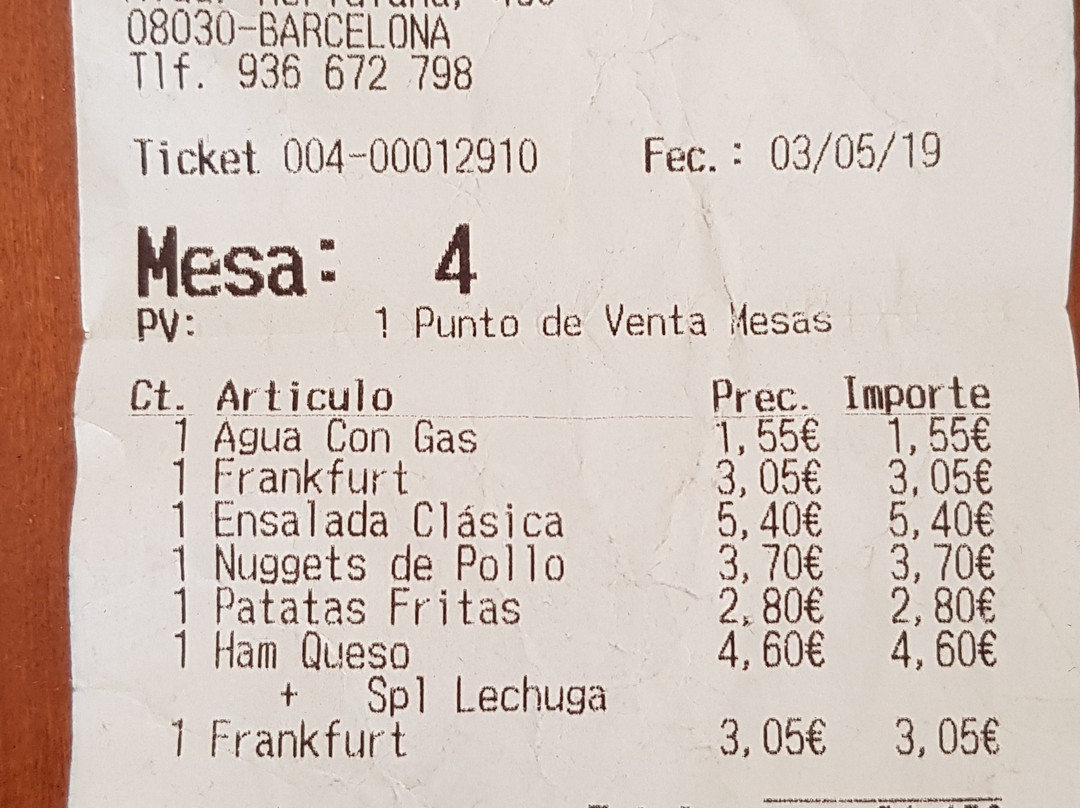 08030-BARCELONA
Tlf. 936 672 798
Ticket 004-00012910 Fec.: 03/05/19
Mesa: 4
PV: 1 Punto de Venta Mesas
Ct. Articulo Prec. Importe
1 Agua Con Gas 1,55€ 1,55€
1 Frankfurt 3,05€ 3,05€
1 Ensalada Clásica 5,40€ 5,40€
1 Nuggets de Pollo 3,70€ 3,70€
1 Patatas Fritas 2,80€ 2,80€
1 Ham Queso 4,60€ 4,60€
+ Spl Lechuga
1 Frankfurt 3,05€ 3,05€